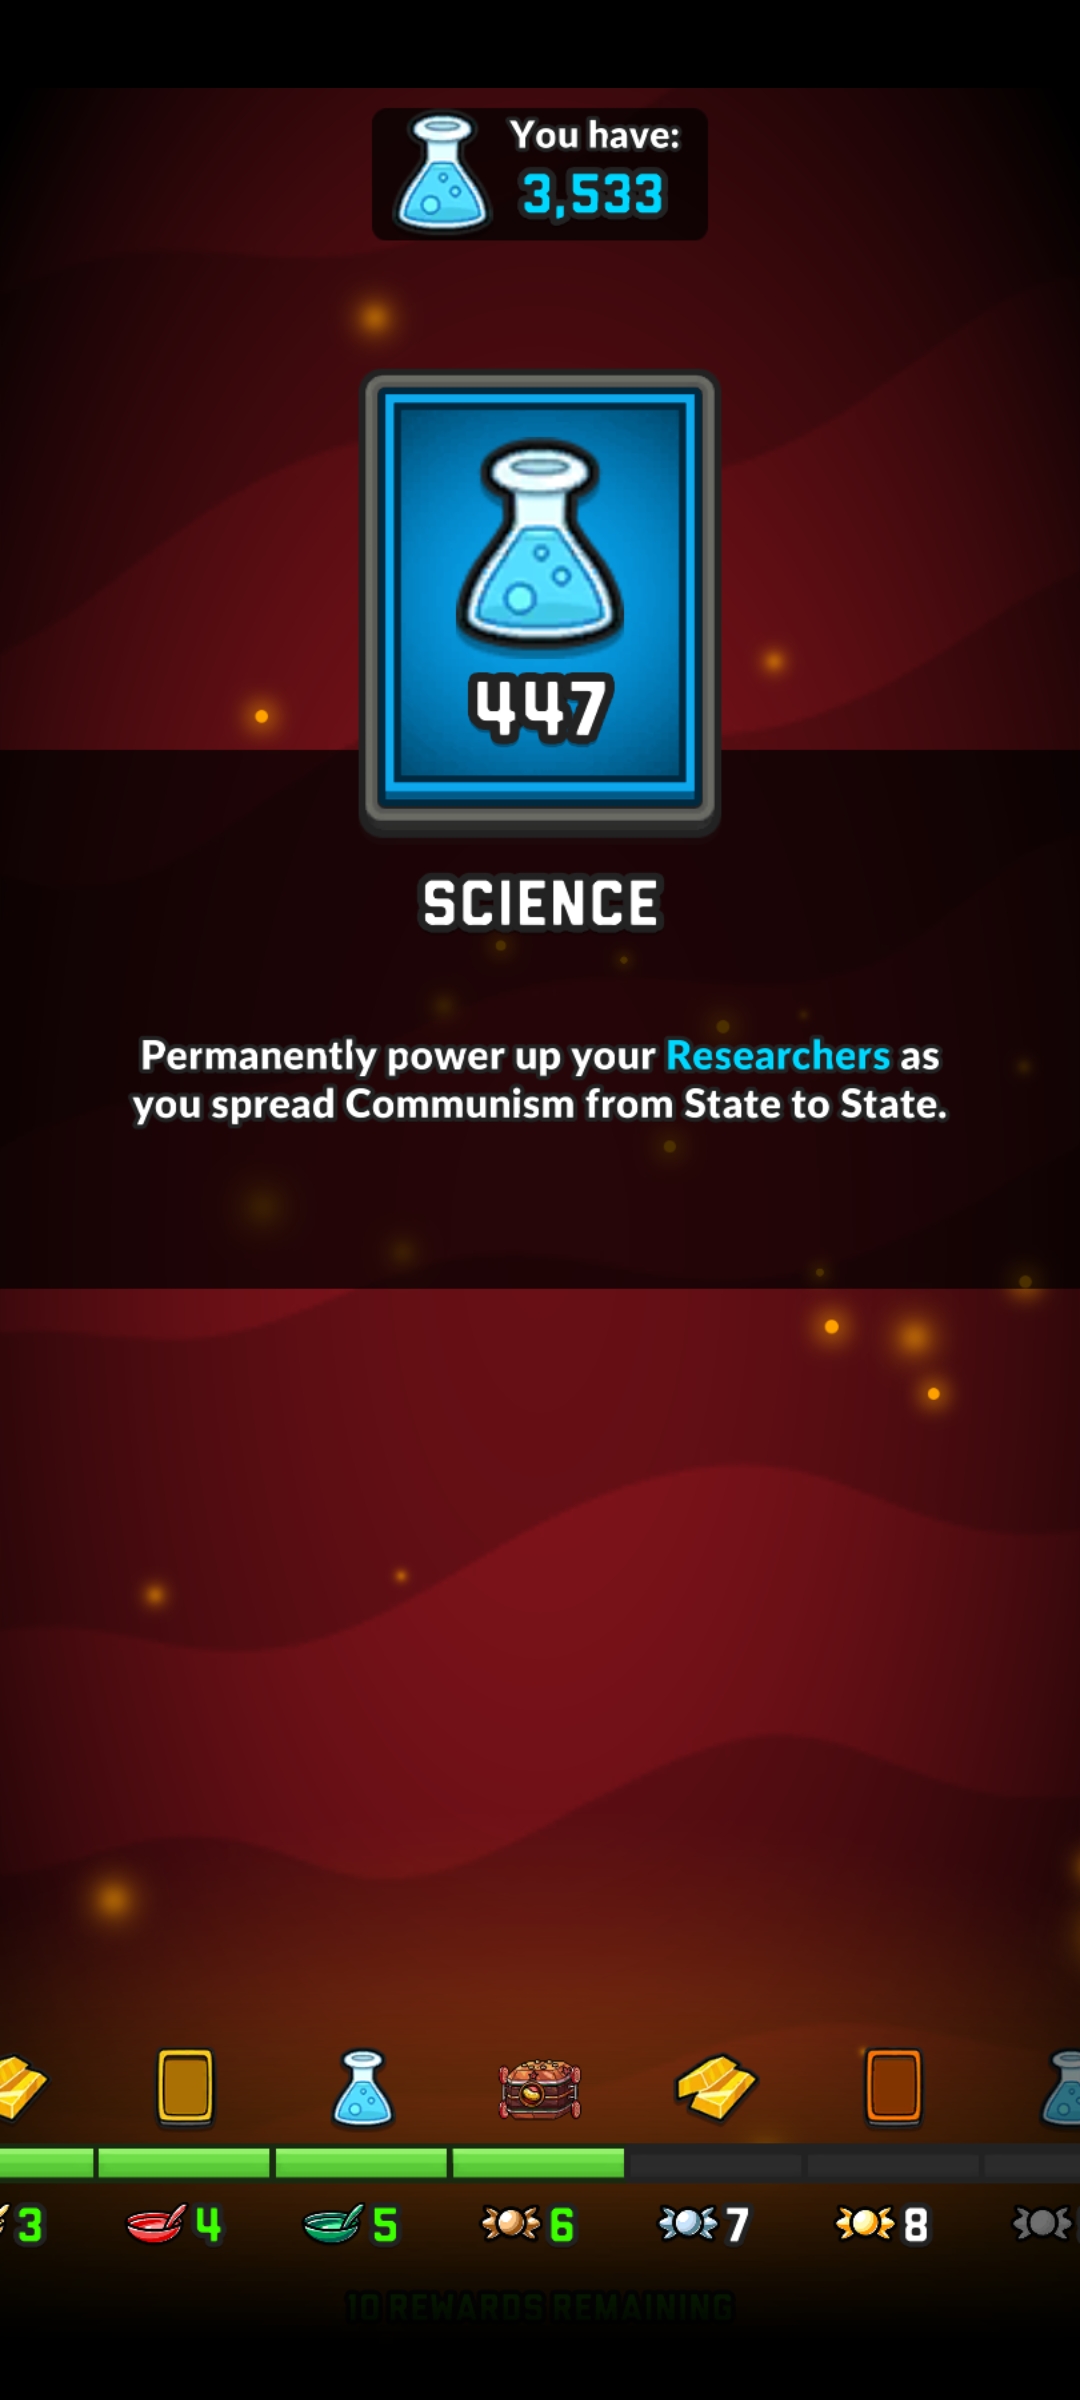 You have:
3,533
447
SCIENCE
Permanently power up your Researchers as
you spread Communism from State to State.
3 4 5 6 7 8
10 REWARDS REMAINING